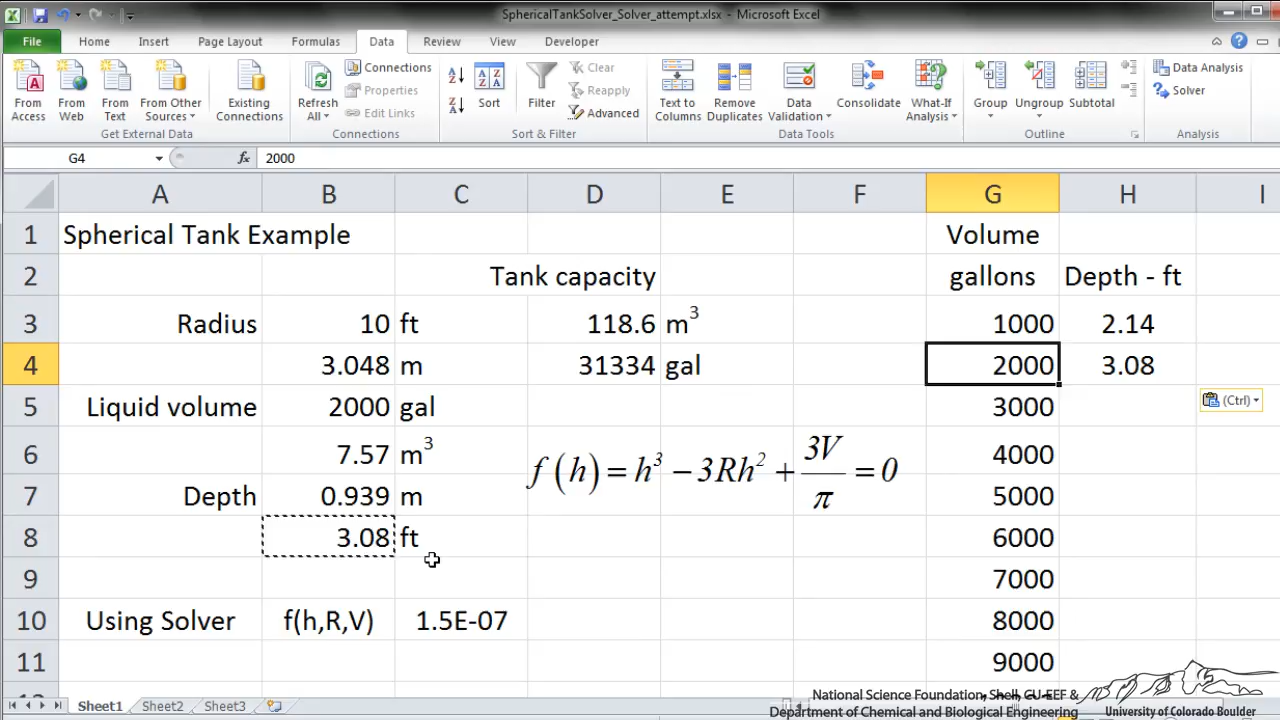 SphericalTankSolver_Solver_attempt.xlsx - Microsoft Excel
File Home Insert Page Layout Formulas Data Review View Developer
From Access From Web From Text From Other Sources Existing Connections Refresh All Connections Properties Edit Links Sort Filter Clear Reapply Advanced Text to Columns Remove Duplicates Data Validation Consolidate What-If Analysis Group Ungroup Subtotal Data Analysis Solver
Get External Data Connections Sort & Filter Data Tools Outline Analysis
G4 fx 2000
A B C D E F G H I
1 Spherical Tank Example Volume
2 Tank capacity gallons Depth - ft
3 Radius 10 ft 118.6 m³ 1000 2.14
4 3.048 m 31334 gal 2000 3.08
5 Liquid volume 2000 gal 3000
(Ctrl)
6 7.57 m³ 4000
f(h) = h³ − 3Rh² + 3V/π = 0
7 Depth 0.939 m 5000
8 3.08 ft 6000
9 7000
10 Using Solver f(h,R,V) 1.5E-07 8000
11 9000
National Science Foundation, Shell, CU-EEF &
Department of Chemical and Biological Engineering University of Colorado Boulder
Sheet1 Sheet2 Sheet3